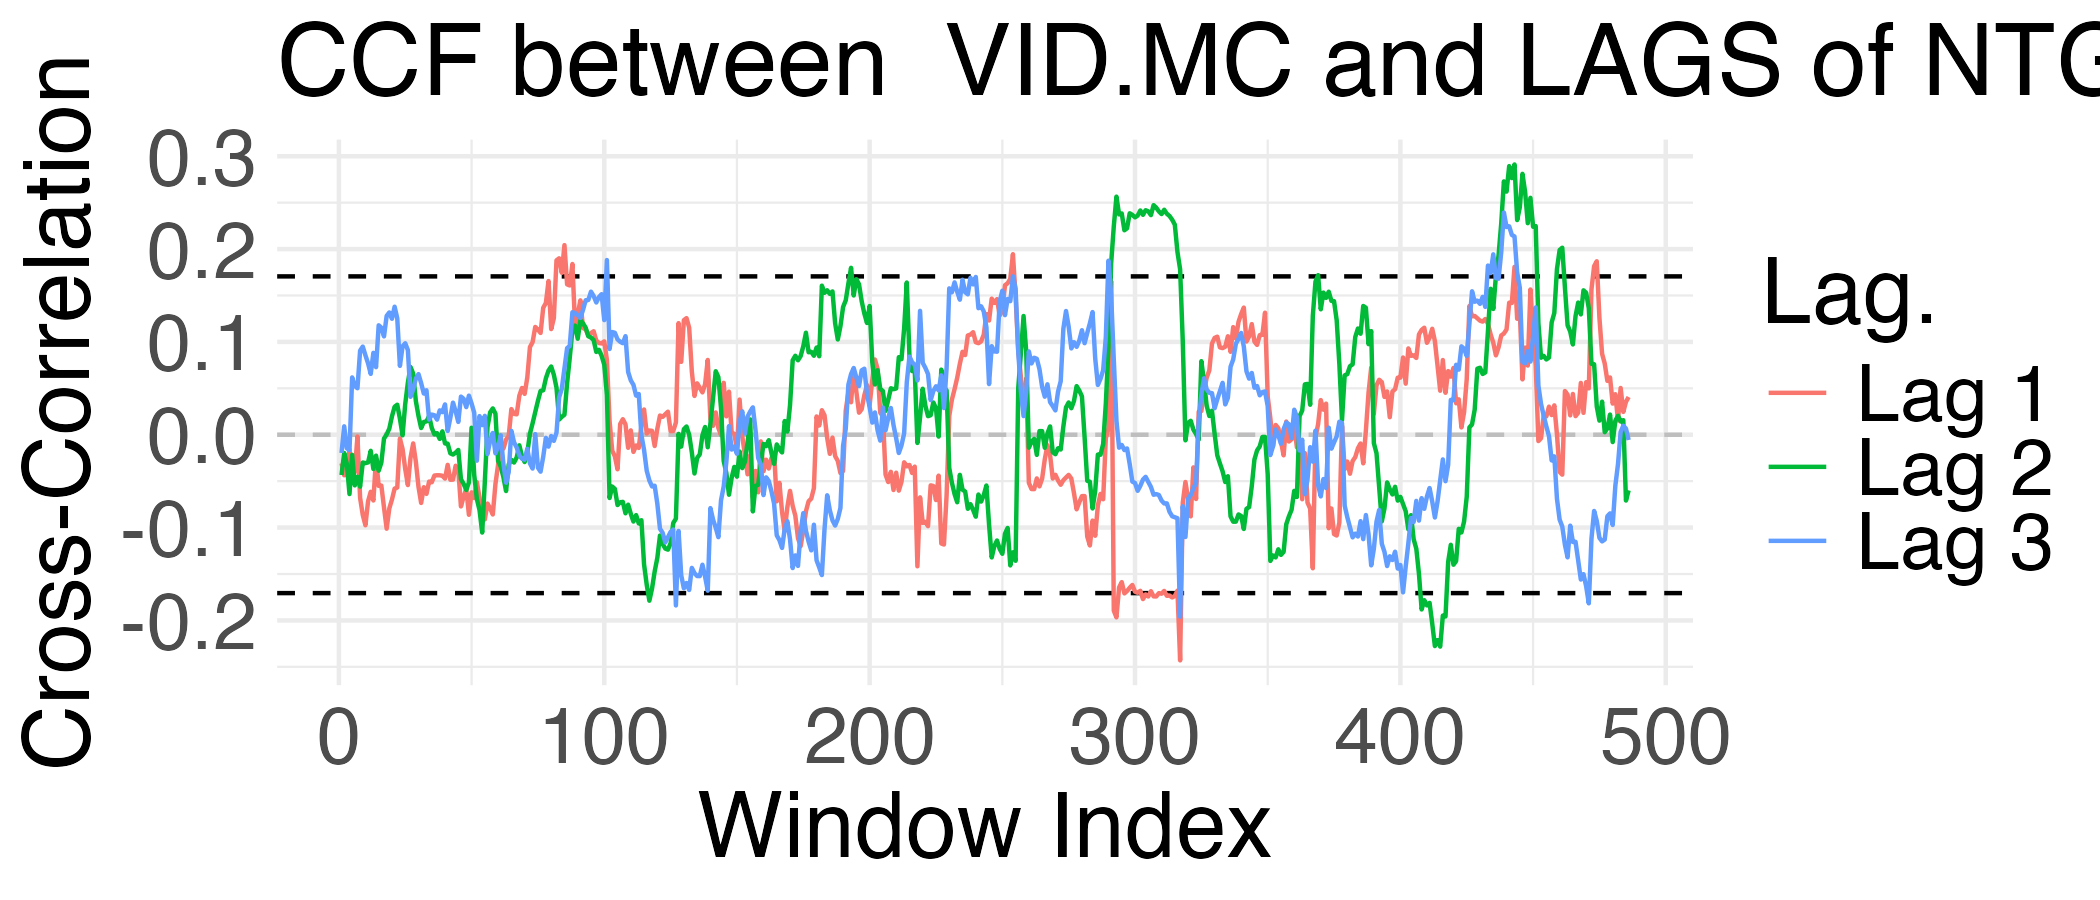 CCF between  VID.MC and LAGS of NTG
Cross-Correlation
0.3
0.2
0.1
0.0
-0.1
-0.2
0
100
200
300
400
500
Window Index
Lag.
Lag 1
Lag 2
Lag 3